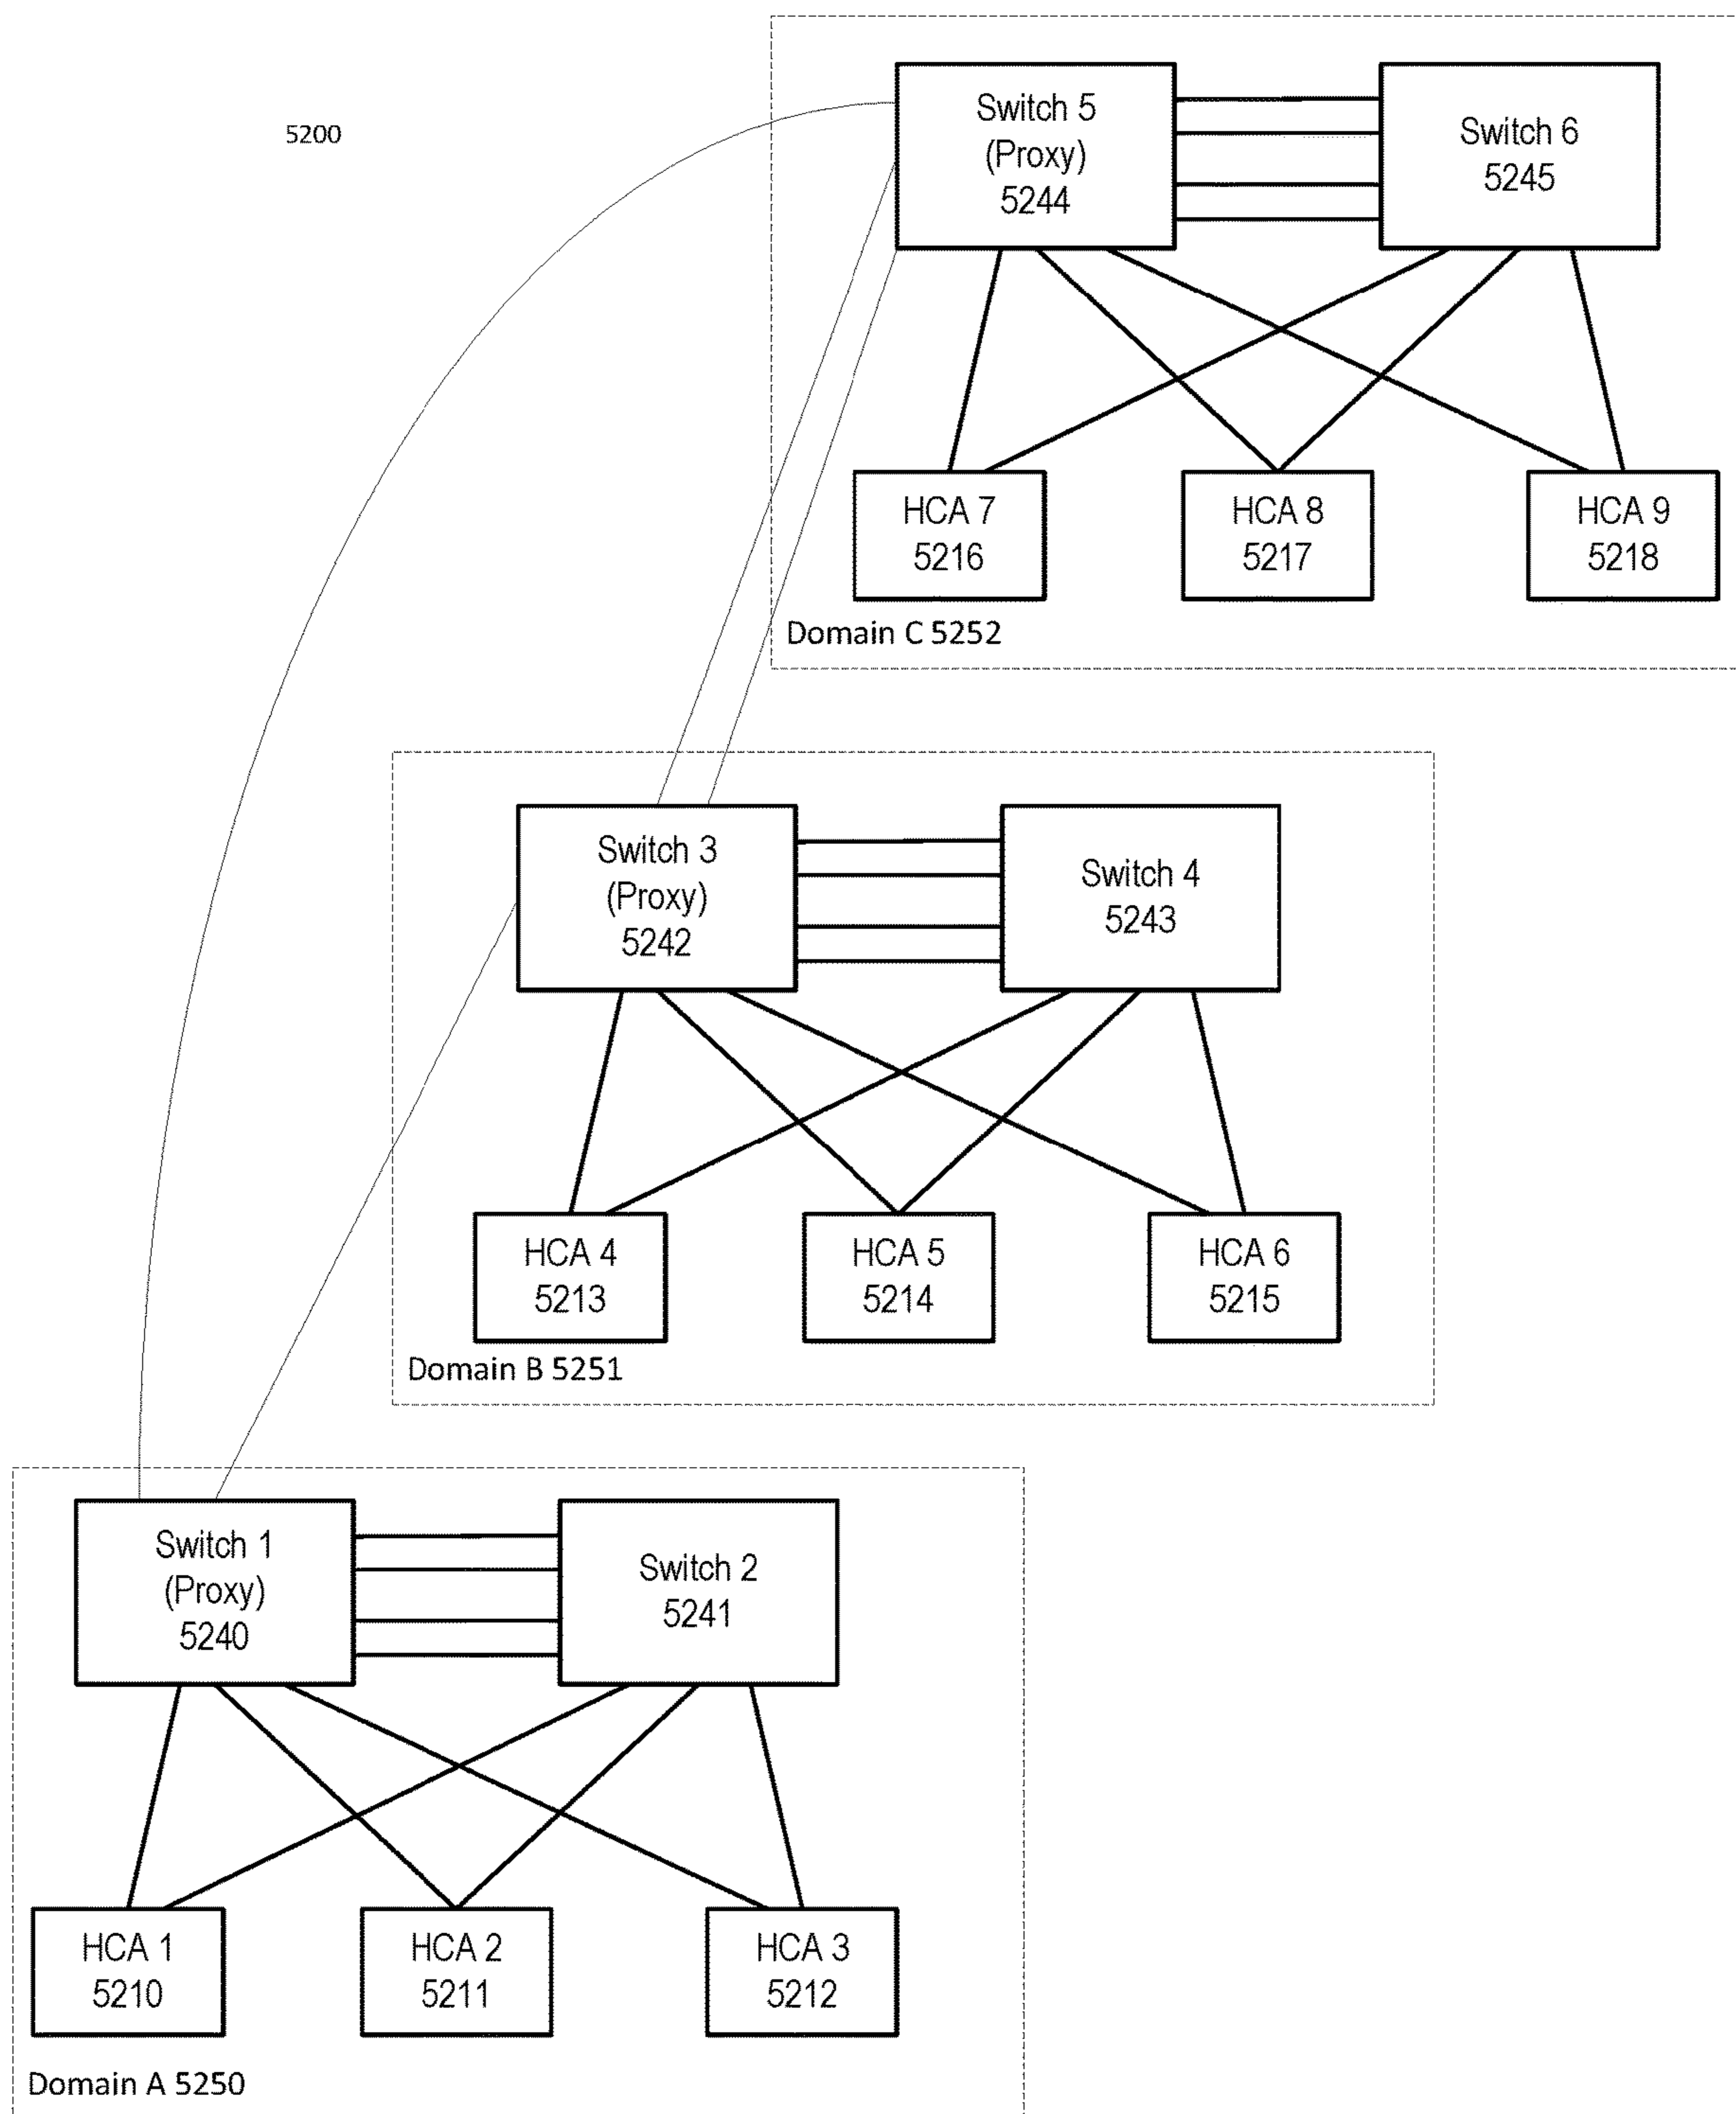 5200
Switch 5
(Proxy)
5244
Switch 6
5245
HCA 7
5216
HCA 8
5217
HCA 9
5218
Domain C 5252
Switch 3
(Proxy)
5242
Switch 4
5243
HCA 4
5213
HCA 5
5214
HCA 6
5215
Domain B 5251
Switch 1
(Proxy)
5240
Switch 2
5241
HCA 1
5210
HCA 2
5211
HCA 3
5212
Domain A 5250